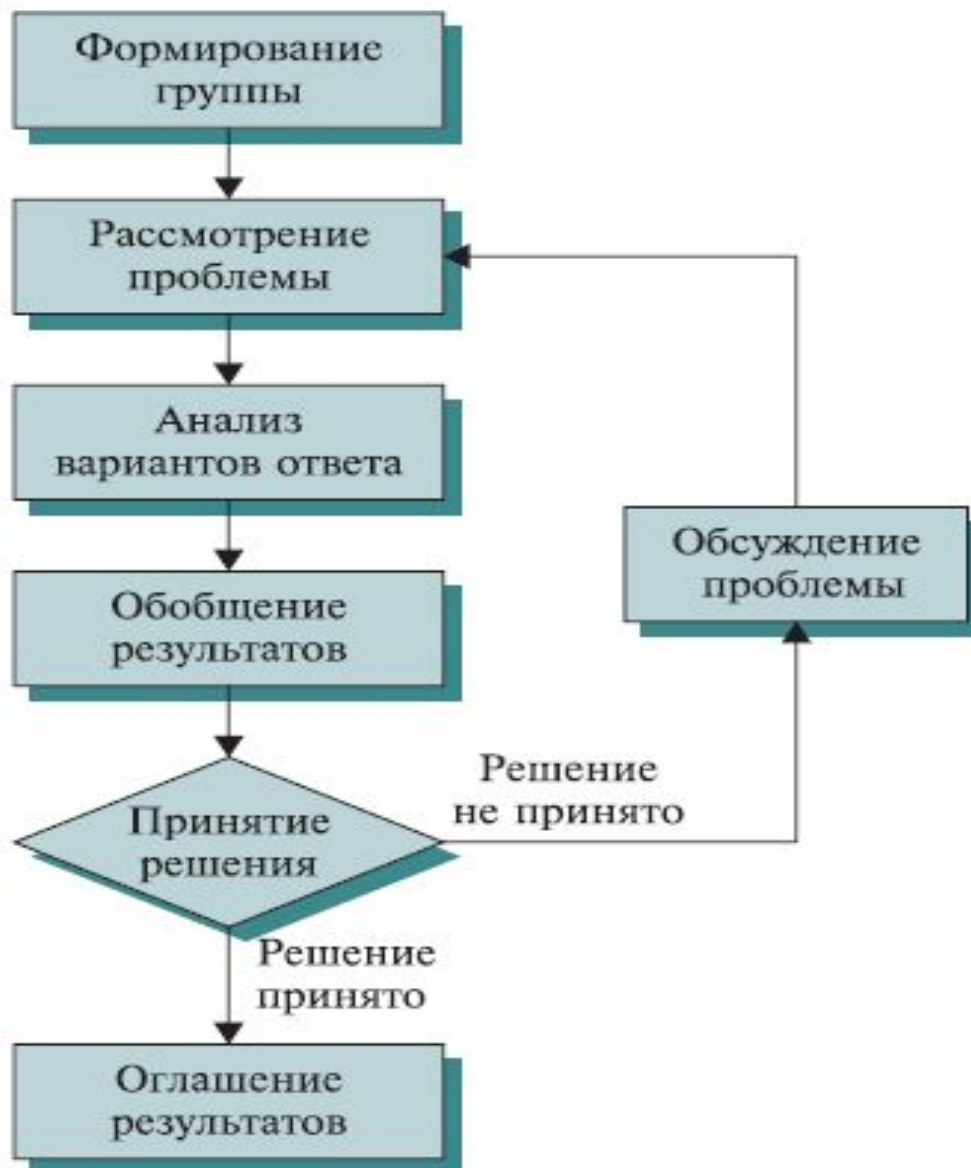 Формирование
группы
Рассмотрение
проблемы
Анализ
вариантов ответа
Обсуждение
проблемы
Обобщение
результатов
Принятие
решения
Решение
не принято
Решение
принято
Оглашение
результатов